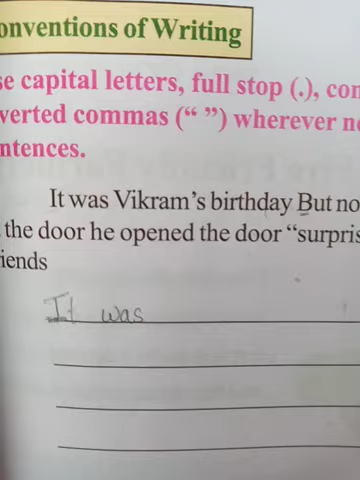 onventions of Writing
se capital letters, full stop (.), con
verted commas (“ ”) wherever ne
ntences.
It was Vikram's birthday But no
the door he opened the door “surpris
iends
It was